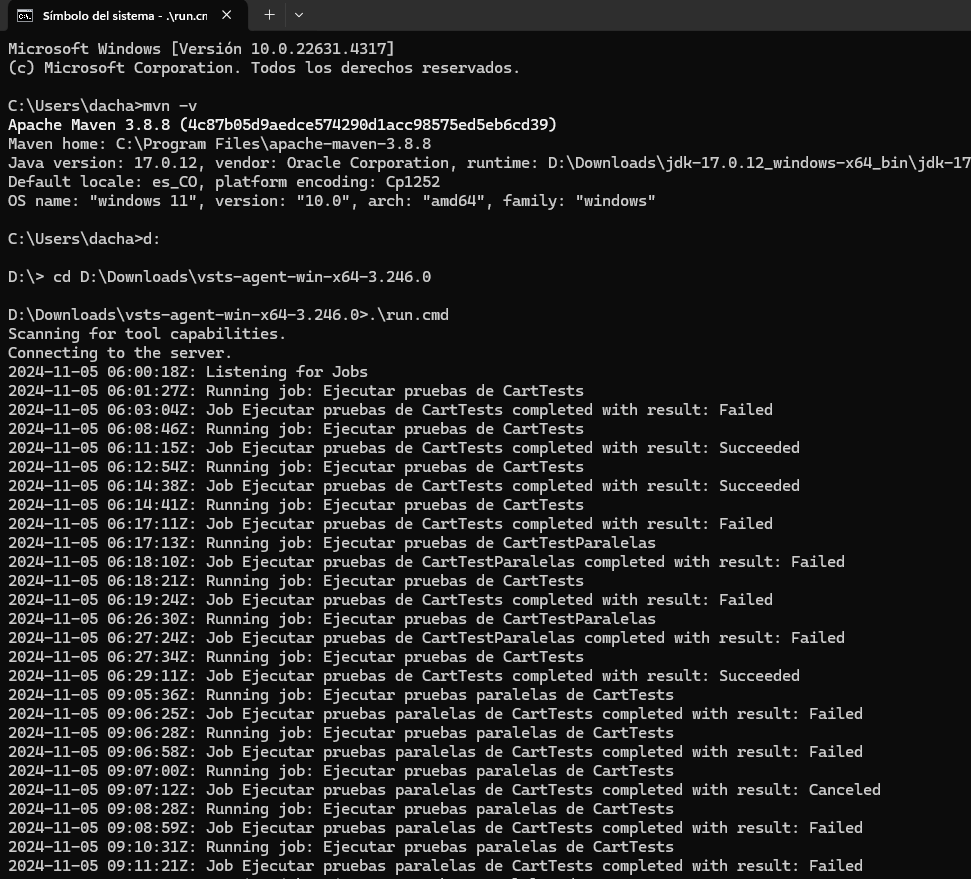 Símbolo del sistema - .\run.cn
Microsoft Windows [Versión 10.0.22631.4317]
(c) Microsoft Corporation. Todos los derechos reservados.
C:\Users\dacha>mvn -v
Apache Maven 3.8.8 (4c87b05d9aedce574290d1acc98575ed5eb6cd39)
Maven home: C:\Program Files\apache-maven-3.8.8
Java version: 17.0.12, vendor: Oracle Corporation, runtime: D:\Downloads\jdk-17.0.12_windows-x64_bin\jdk-17
Default locale: es_CO, platform encoding: Cp1252
OS name: "windows 11", version: "10.0", arch: "amd64", family: "windows"
C:\Users\dacha>d:
D:\> cd D:\Downloads\vsts-agent-win-x64-3.246.0
D:\Downloads\vsts-agent-win-x64-3.246.0>.\run.cmd
Scanning for tool capabilities.
Connecting to the server.
2024-11-05 06:00:18Z: Listening for Jobs
2024-11-05 06:01:27Z: Running job: Ejecutar pruebas de CartTests
2024-11-05 06:03:04Z: Job Ejecutar pruebas de CartTests completed with result: Failed
2024-11-05 06:08:46Z: Running job: Ejecutar pruebas de CartTests
2024-11-05 06:11:15Z: Job Ejecutar pruebas de CartTests completed with result: Succeeded
2024-11-05 06:12:54Z: Running job: Ejecutar pruebas de CartTests
2024-11-05 06:14:38Z: Job Ejecutar pruebas de CartTests completed with result: Succeeded
2024-11-05 06:14:41Z: Running job: Ejecutar pruebas de CartTests
2024-11-05 06:17:11Z: Job Ejecutar pruebas de CartTests completed with result: Failed
2024-11-05 06:17:13Z: Running job: Ejecutar pruebas de CartTestParalelas
2024-11-05 06:18:10Z: Job Ejecutar pruebas de CartTestParalelas completed with result: Failed
2024-11-05 06:18:21Z: Running job: Ejecutar pruebas de CartTests
2024-11-05 06:19:24Z: Job Ejecutar pruebas de CartTests completed with result: Failed
2024-11-05 06:26:30Z: Running job: Ejecutar pruebas de CartTestParalelas
2024-11-05 06:27:24Z: Job Ejecutar pruebas de CartTestParalelas completed with result: Failed
2024-11-05 06:27:34Z: Running job: Ejecutar pruebas de CartTests
2024-11-05 06:29:11Z: Job Ejecutar pruebas de CartTests completed with result: Succeeded
2024-11-05 09:05:36Z: Running job: Ejecutar pruebas paralelas de CartTests
2024-11-05 09:06:25Z: Job Ejecutar pruebas paralelas de CartTests completed with result: Failed
2024-11-05 09:06:28Z: Running job: Ejecutar pruebas paralelas de CartTests
2024-11-05 09:06:58Z: Job Ejecutar pruebas paralelas de CartTests completed with result: Failed
2024-11-05 09:07:00Z: Running job: Ejecutar pruebas paralelas de CartTests
2024-11-05 09:07:12Z: Job Ejecutar pruebas paralelas de CartTests completed with result: Canceled
2024-11-05 09:08:28Z: Running job: Ejecutar pruebas paralelas de CartTests
2024-11-05 09:08:59Z: Job Ejecutar pruebas paralelas de CartTests completed with result: Failed
2024-11-05 09:10:31Z: Running job: Ejecutar pruebas paralelas de CartTests
2024-11-05 09:11:21Z: Job Ejecutar pruebas paralelas de CartTests completed with result: Failed